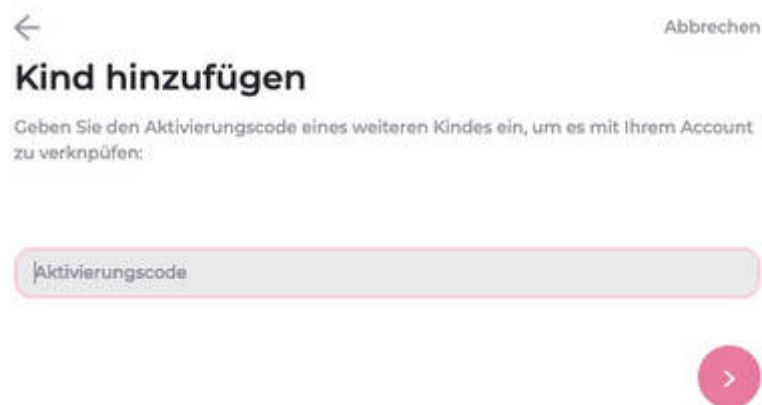 Abbrechen
Kind hinzufügen
Geben Sie den Aktivierungscode eines weiteren Kindes ein, um es mit Ihrem Account
zu verknpüfen:
Aktivierungscode